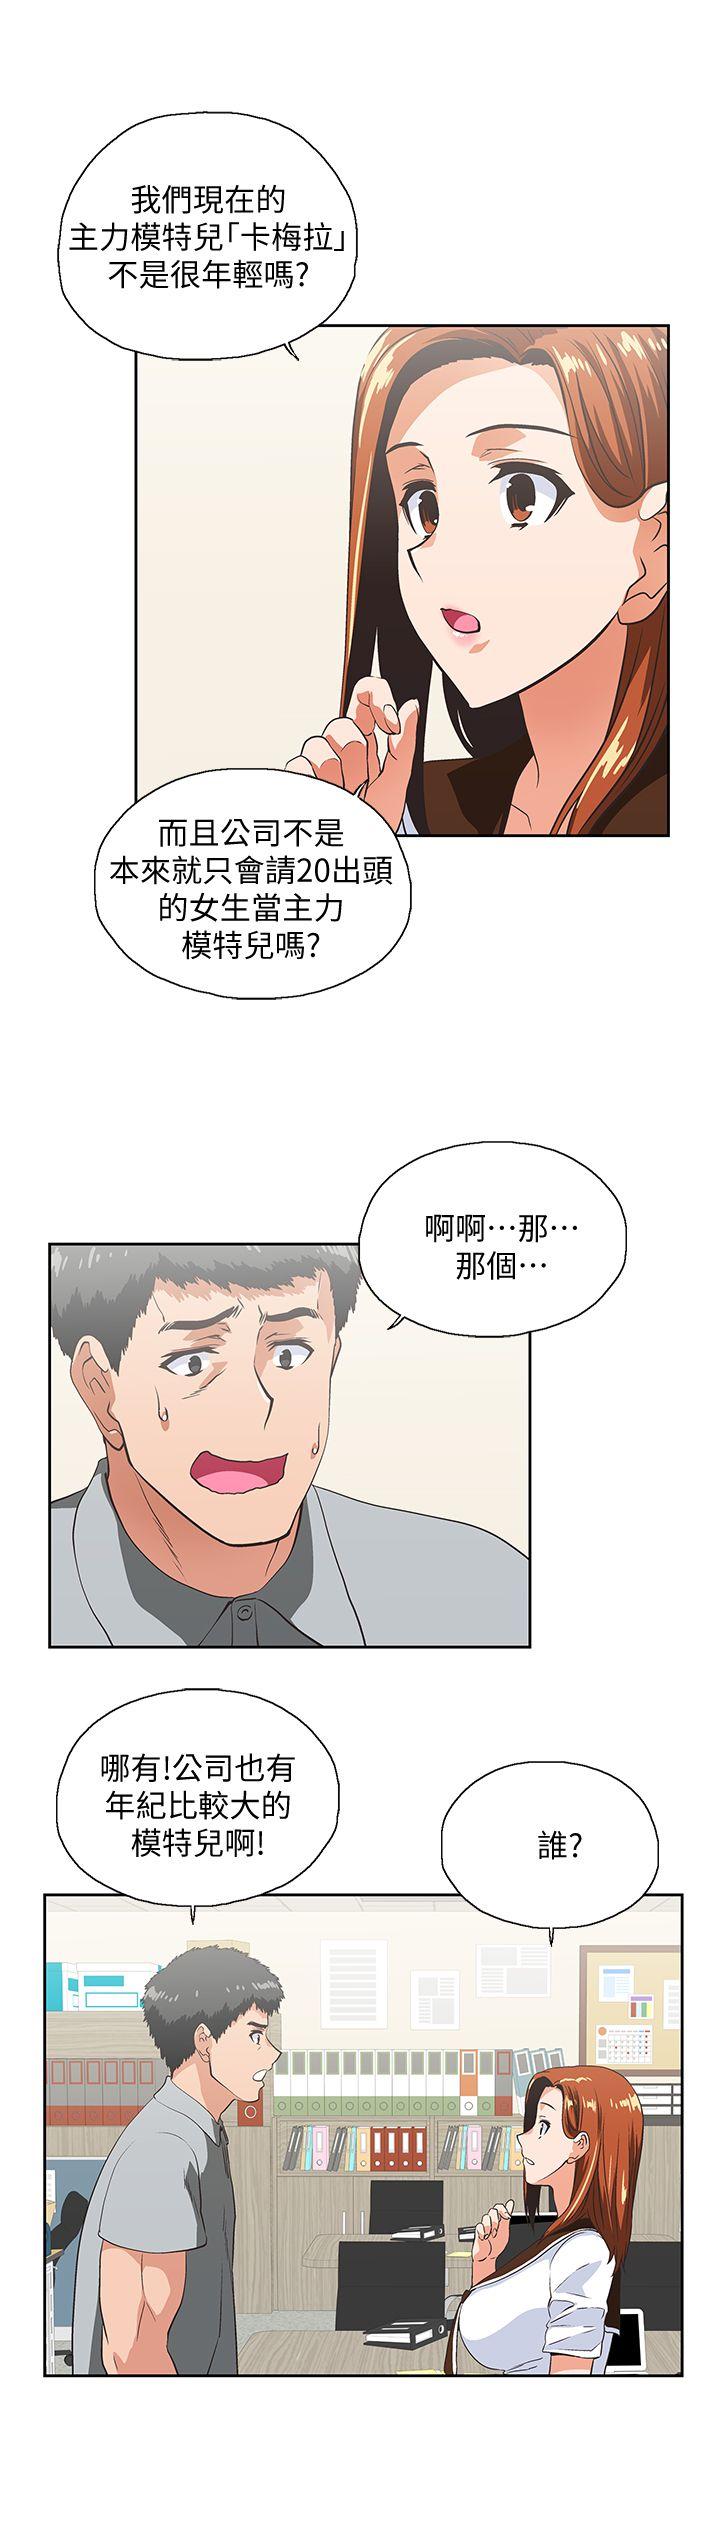 我們現在的
主力模特兒「卡梅拉」
不是很年輕嗎?
而且公司不是
本來就只會請20出頭
的女生當主力
模特兒嗎?
啊啊⋯那⋯
那個⋯
哪有!公司也有
年紀比較大的
模特兒啊!
誰?